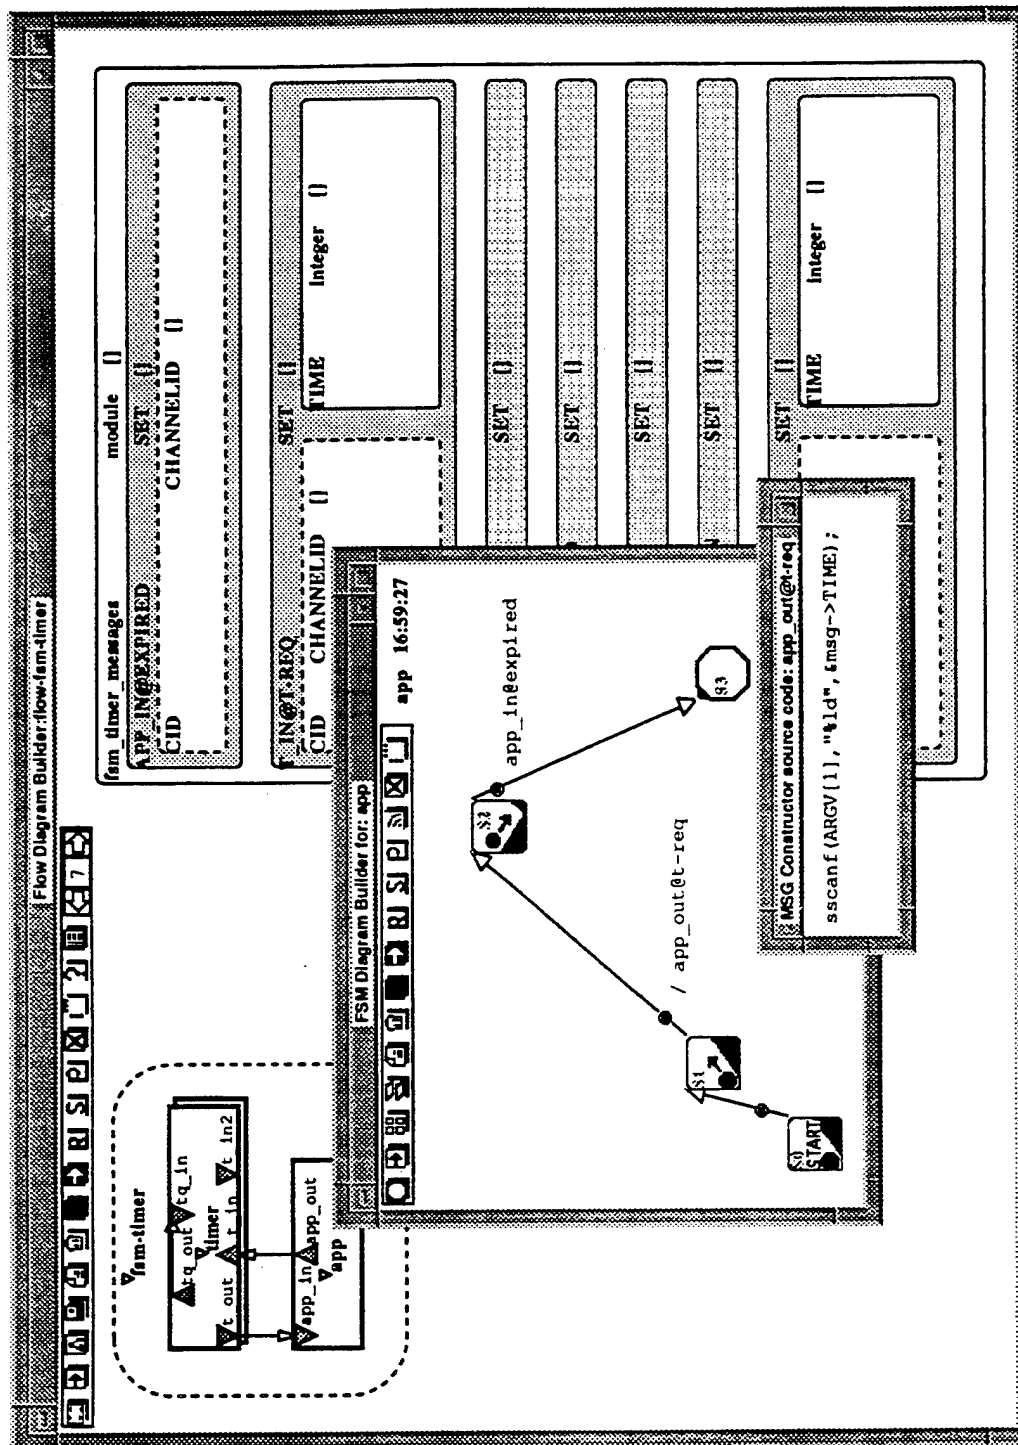 Flow Diagram Builder:flow-fsm-timer
7
fsm-timer
tq_out
tq_in
timer
t_out
t_in
t_in2
app_in
app_out
app
fsm_timer_messages module []
APP_IN@EXPIRED SET []
CID CHANNELID []
T_IN@T-REQ SET []
CID CHANNELID []
TIME Integer []
SET []
SET []
SET []
SET []
SET []
TIME Integer []
FSM Diagram Builder for: app
app 16:59:27
S0
START
S1
/ app_out@t-req
S2
app_in@expired
S3
MSG Constructor source code: app_out@t-req
sscanf(ARGV[1],"%ld",&msg->TIME);